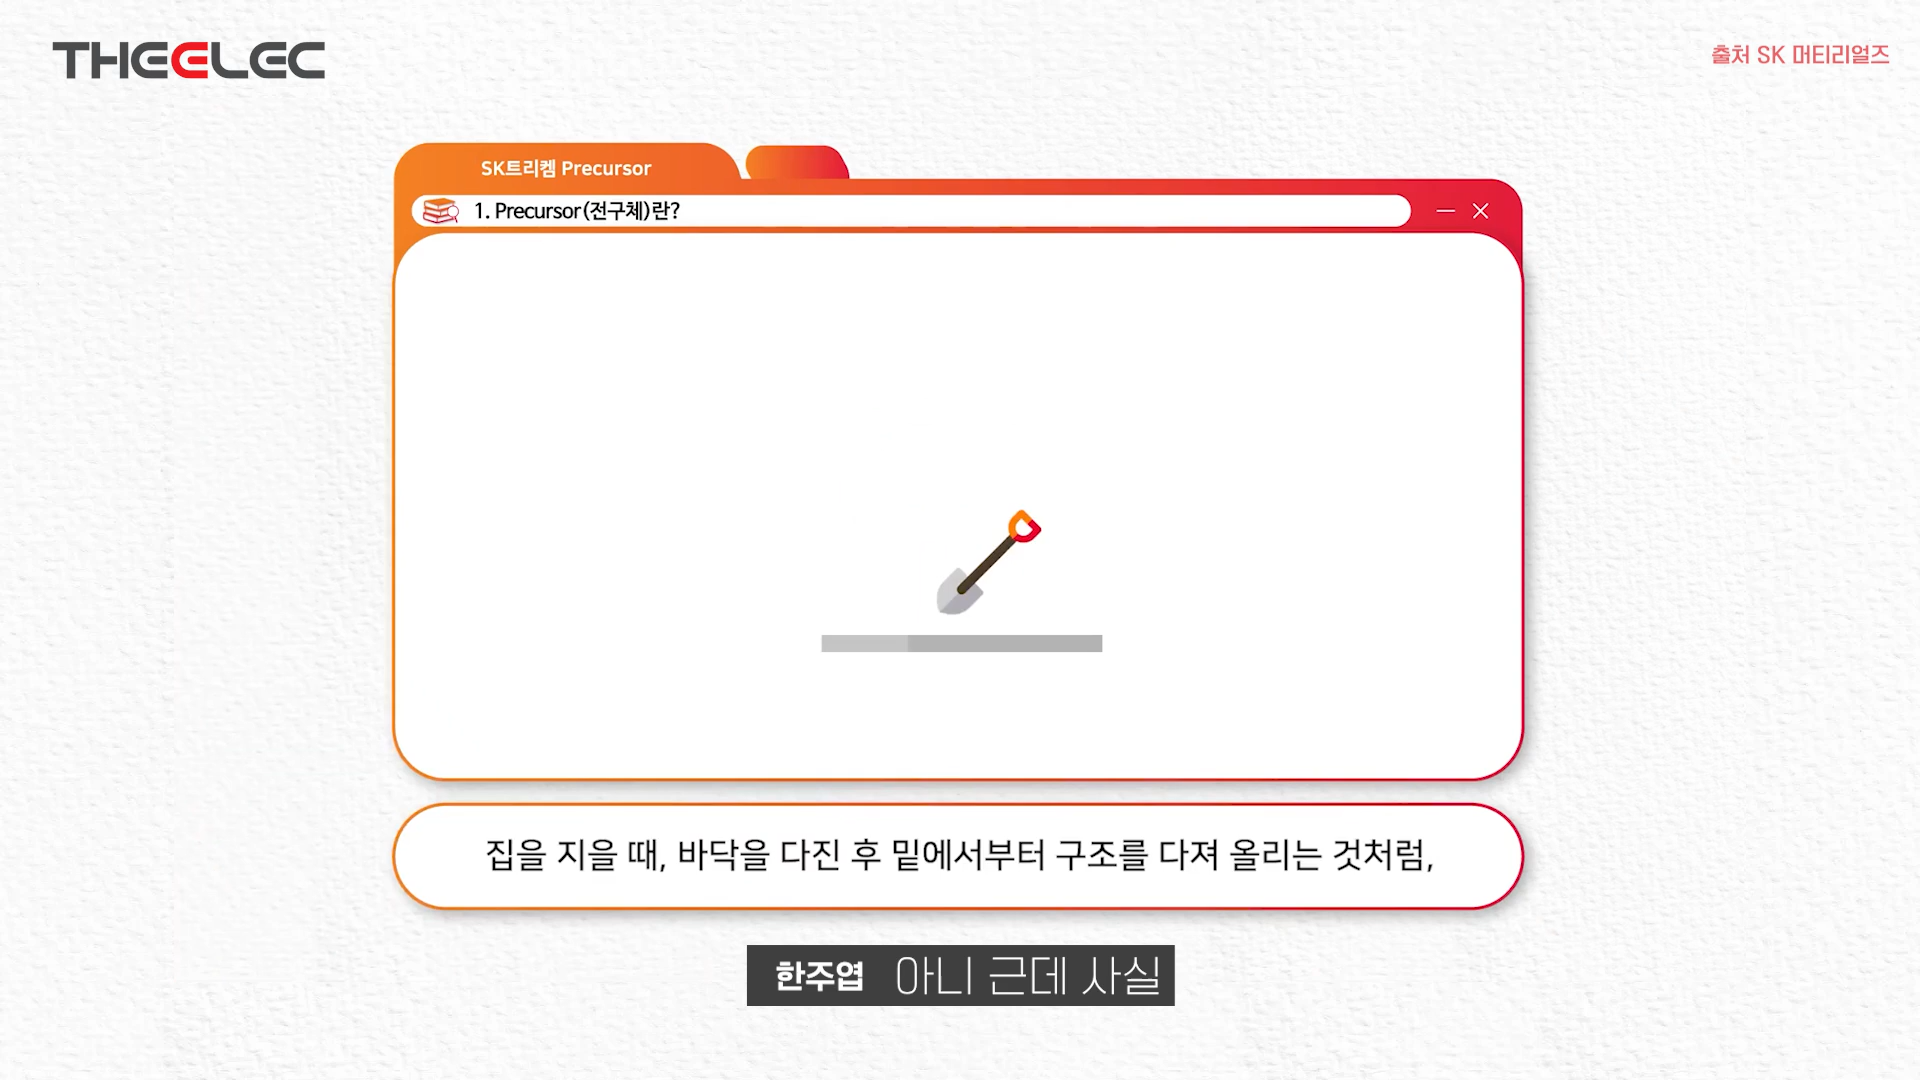 THEELEC
출처 SK 머티리얼즈
SK트리켐 Precursor
1. Precursor(전구체)란?
집을 지을 때, 바닥을 다진 후 밑에서부터 구조를 다져 올리는 것처럼,
한주엽 아니 근데 사실